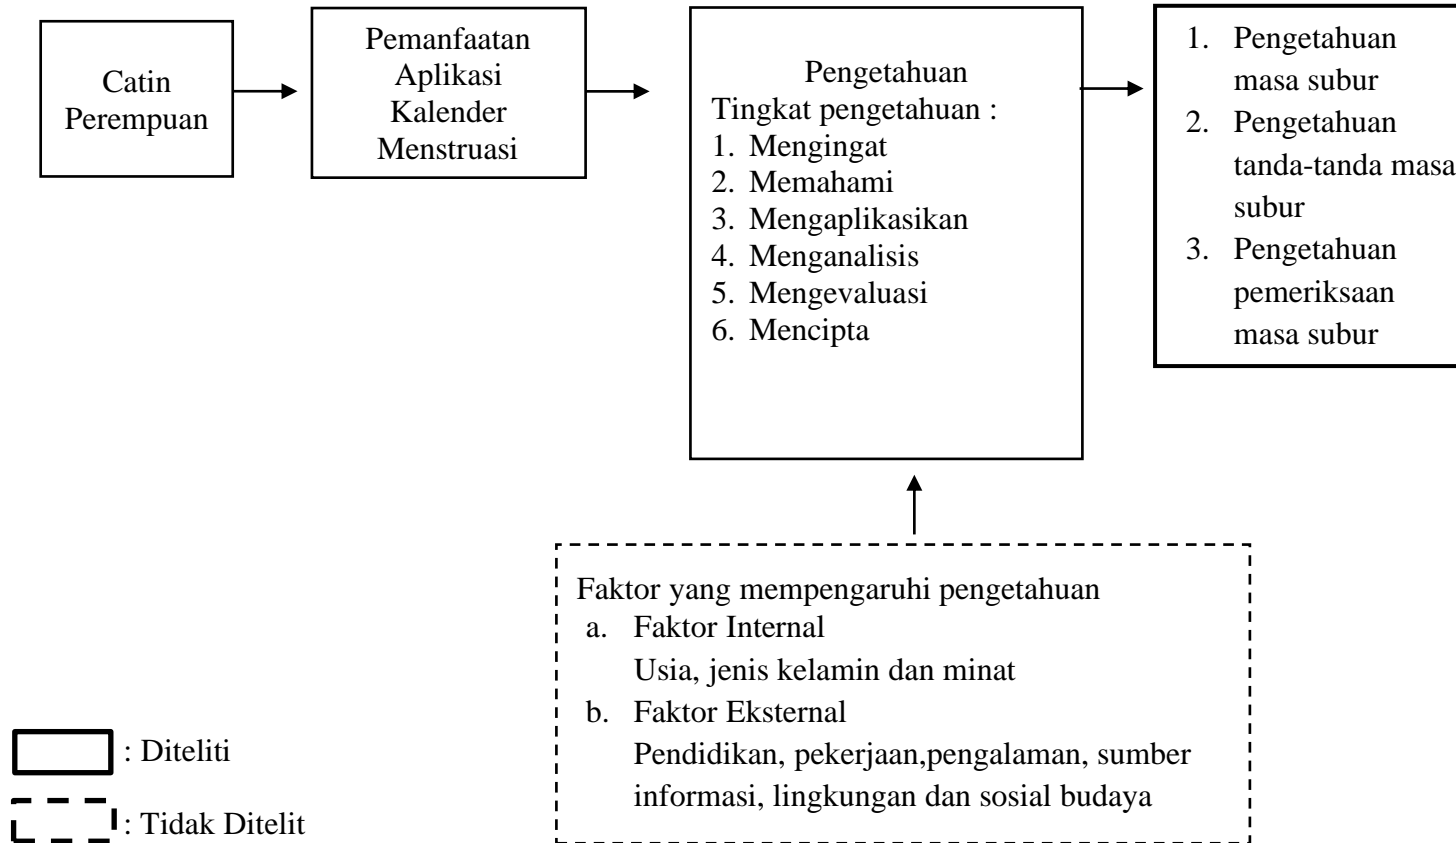 Catin
Perempuan
Pemanfaatan
Aplikasi
Kalender
Menstruasi
Pengetahuan
Tingkat pengetahuan :
1. Mengingat
2. Memahami
3. Mengaplikasikan
4. Menganalisis
5. Mengevaluasi
6. Mencipta
1. Pengetahuan
masa subur
2. Pengetahuan
tanda-tanda masa
subur
3. Pengetahuan
pemeriksaan
masa subur
Faktor yang mempengaruhi pengetahuan
a. Faktor Internal
Usia, jenis kelamin dan minat
b. Faktor Eksternal
Pendidikan, pekerjaan,pengalaman, sumber
informasi, lingkungan dan sosial budaya
: Diteliti
: Tidak Ditelit